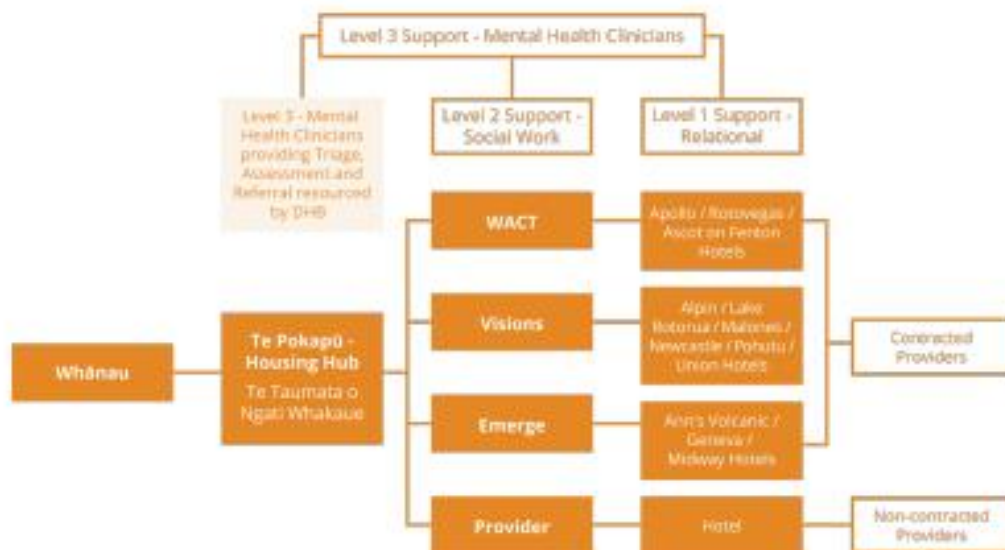 Level 3 Support - Mental Health Clinicians
Level 3 - Mental
Health Clinicians
providing Triage,
Assessment and
Referral resourced
by DHB
Level 2 Support -
Social Work
Level 1 Support -
Relational
WACT
Apollo / Rotovegas /
Ascot on Fenton
Hotels
Visions
Alpin / Lake
Rotorua / Malones /
Newcastle / Pohutu /
Union Hotels
Contracted
Providers
Whānau
Te Pokapū -
Housing Hub
Te Taumata o
Ngati Whakaue
Emerge
Ann's Volcanic /
Geneva /
Midway Hotels
Provider
Hotel
Non-contracted
Providers